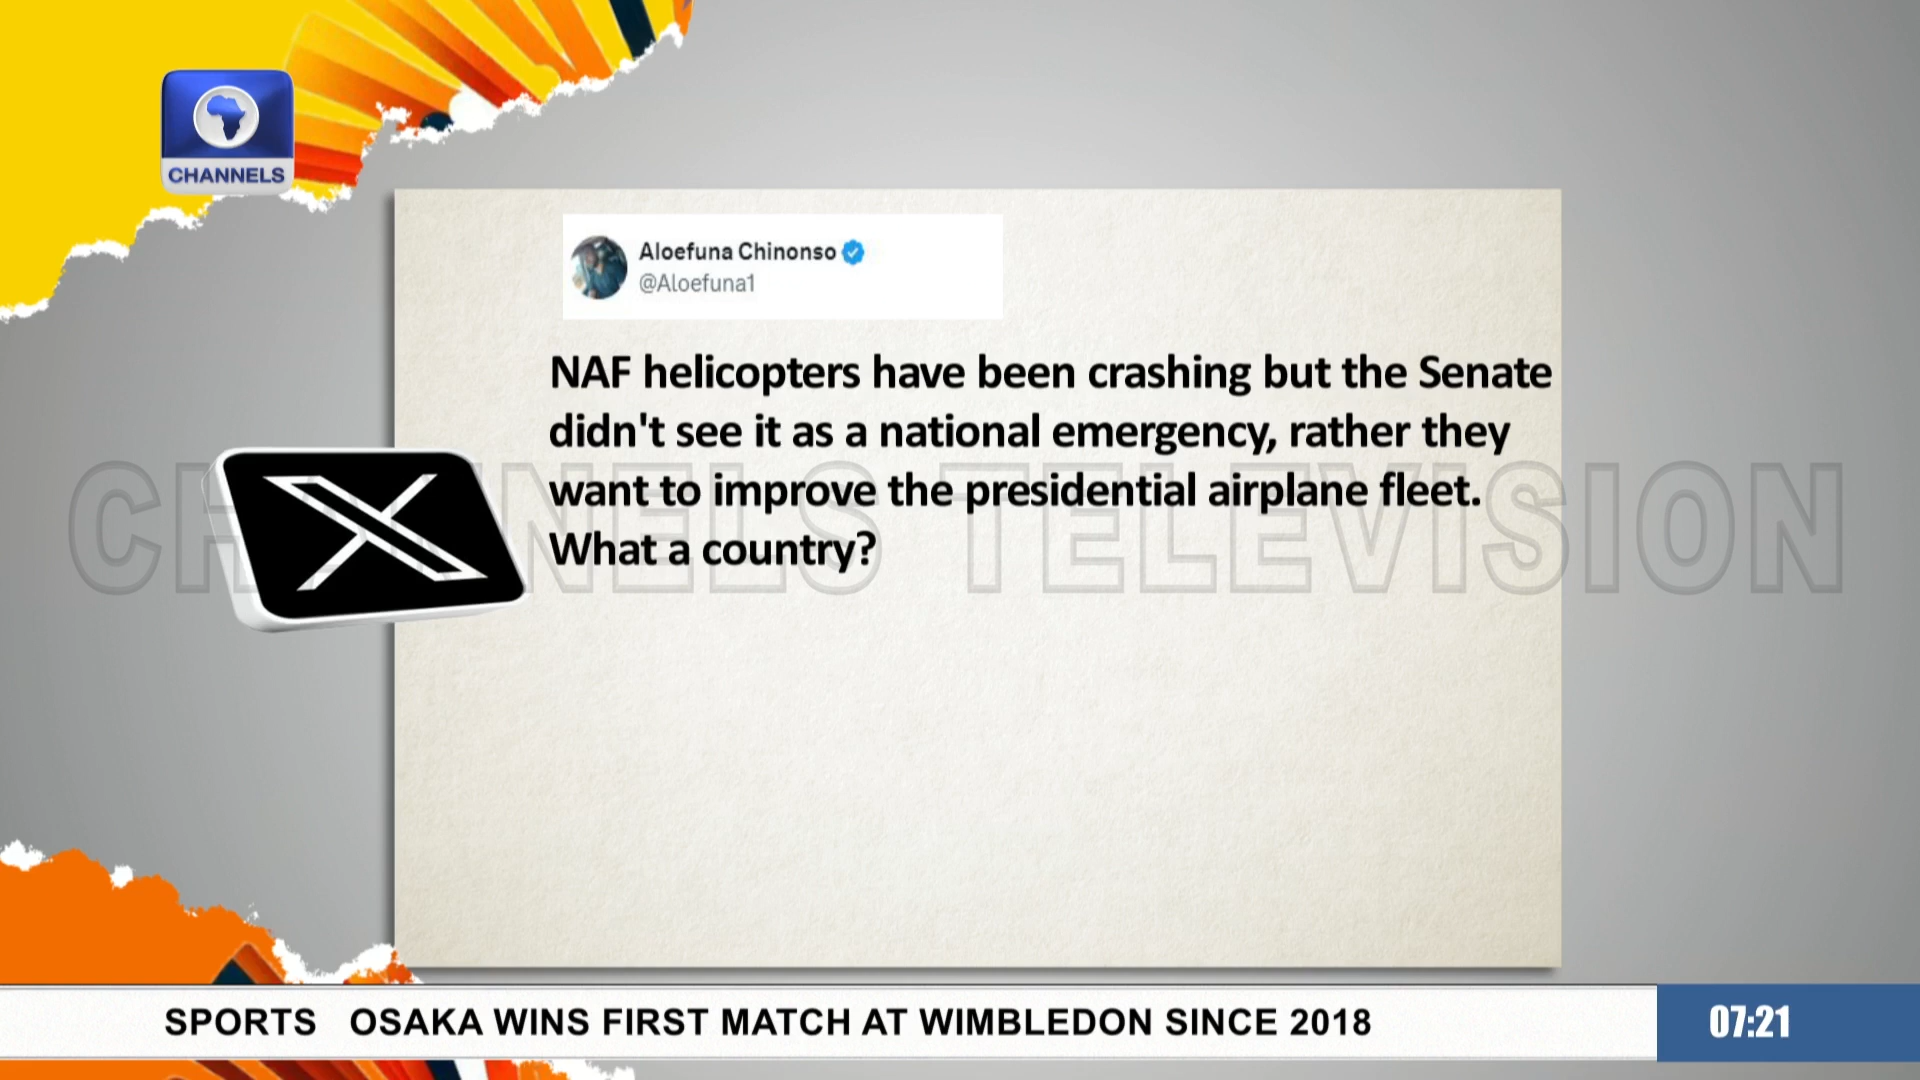 CHANNELS
Aloefuna Chinonso
@Aloefuna1
NAF helicopters have been crashing but the Senate
didn't see it as a national emergency, rather they
want to improve the presidential airplane fleet.
What a country?
CHANNELS TELEVISION
SPORTS OSAKA WINS FIRST MATCH AT WIMBLEDON SINCE 2018
07:21